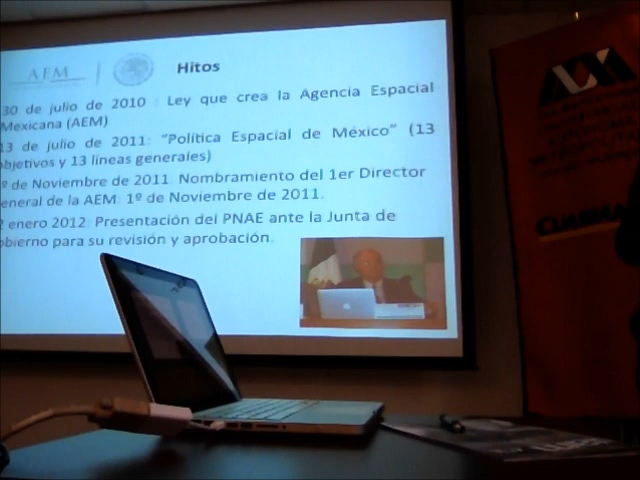 AEM
Hitos
30 de julio de 2010 : Ley que crea la Agencia Espacial
Mexicana (AEM)
13 de julio de 2011: "Política Espacial de México" (13
objetivos y 13 líneas generales)
º de Noviembre de 2011: Nombramiento del 1er Director
eneral de la AEM: 1º de Noviembre de 2011.
enero 2012: Presentación del PNAE ante la Junta de
obierno para su revisión y aprobación.